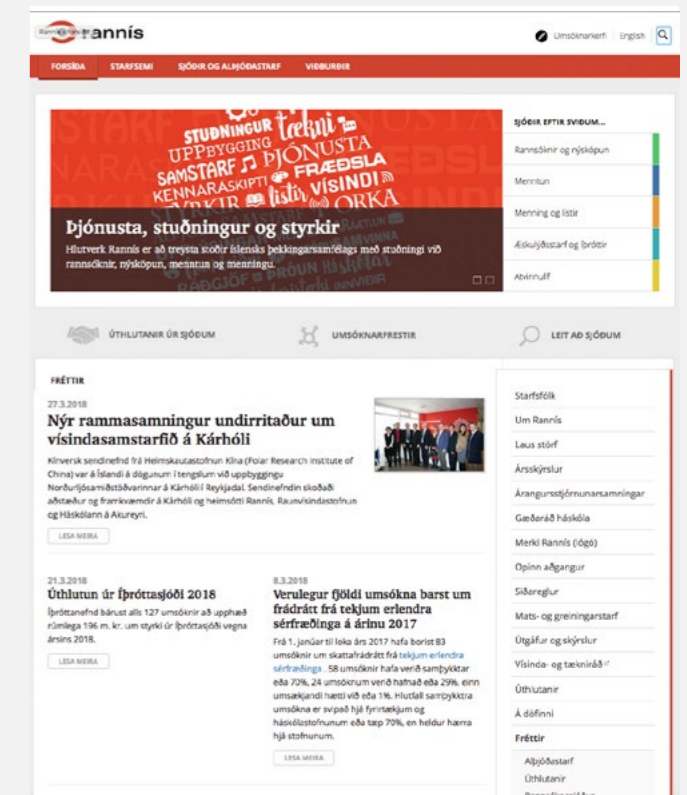 rannís
Umsóknarkerfi
English
FORSÍÐA
STARFSEMI
SJÓÐIR OG ALÞJÓÐASTARF
VIÐBURÐIR
STUÐNINGUR tækni
UPPBYGGING ÞJÓNUSTA
SAMSTARF FRÆÐSLA
KENNARASKIPTI listir VÍSINDI
STYRKIR ORKA
Þjónusta, stuðningur og styrkir
Hlutverk Rannís er að treysta stoðir íslensks þekkingarsamfélags með stuðningi við
rannsóknir, nýsköpun, menntun og menningu.
RÁÐGJÖF ÞRÓUN
SJÓÐIR EFTIR SVIÐUM...
Rannsóknir og nýsköpun
Menntun
Menning og listir
Æskulýðsstarf og íþróttir
Atvinnulíf
ÚTHLUTANIR ÚR SJÓÐUM
UMSÓKNARFRESTIR
LEIT AÐ SJÓÐUM
FRÉTTIR
27.3.2018
Nýr rammasamningur undirritaður um
vísindasamstarfið á Kárhóli
Kínversk sendinefnd frá Heimskautastofnun Kína (Polar Research Institute of
China) var á Íslandi á dögunum í tengslum við uppbyggingu
Norðurljósamiðstöðvarinnar á Kárhóli í Reykjadal. Sendinefndin skoðaði
aðstæður og framkvæmdir á Kárhóli og heimsótti Rannís, Raunvísindastofnun
og Háskólann á Akureyri.
LESA MEIRA
21.3.2018
Úthlutun úr Íþróttasjóði 2018
Íþróttanefnd bárust alls 127 umsóknir að upphæð
rúmlega 196 m. kr. um styrki úr Íþróttasjóði vegna
ársins 2018.
LESA MEIRA
8.3.2018
Verulegur fjöldi umsókna barst um
frádrátt frá tekjum erlendra
sérfræðinga á árinu 2017
Frá 1. janúar til loka árs 2017 hafa borist 83
umsóknir um skattafrádrátt frá tekjum erlendra
sérfræðinga . 58 umsóknir hafa verið samþykktar
eða 70%, 24 umsóknum verið hafnað eða 29%, einn
umsækjandi hætti við eða 1%. Hlutfall samþykktra
umsókna er svipað hjá fyrirtækjum og
háskólastofnunum eða tæp 70%, en heldur hærra
hjá stofnunum.
LESA MEIRA
Starfsfólk
Um Rannís
Laus störf
Ársskýrslur
Árangursstjórnunarsamningar
Gæðaráð háskóla
Merki Rannís (lógó)
Opinn aðgangur
Siðareglur
Mats- og greiningarstarf
Útgáfur og skýrslur
Vísinda- og tækniráð
Úthlutanir
Á döfinni
Fréttir
Alþjóðastarf
Úthlutanir